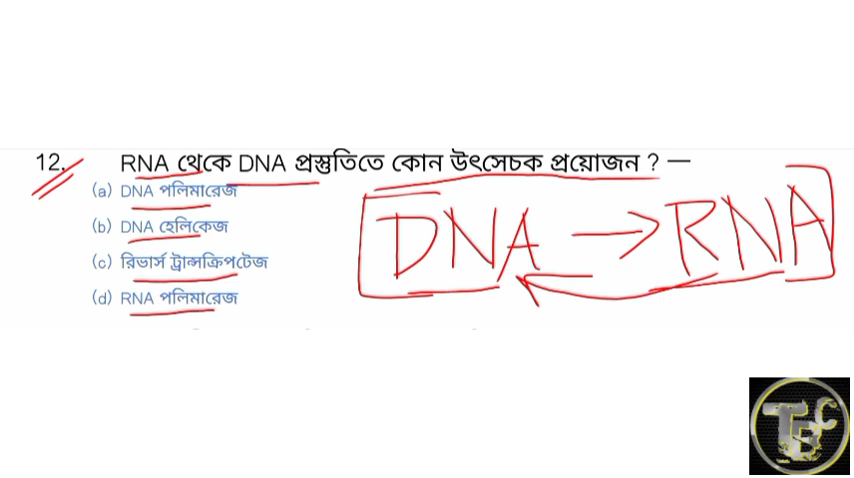 12. RNA থেকে DNA প্রস্তুতিতে কোন উৎসেচক প্রয়োজন ? —
(a) DNA পলিমারেজ
(b) DNA হেলিকেজ
(c) রিভার্স ট্রান্সক্রিপটেজ
(d) RNA পলিমারেজ
DNA → RNA